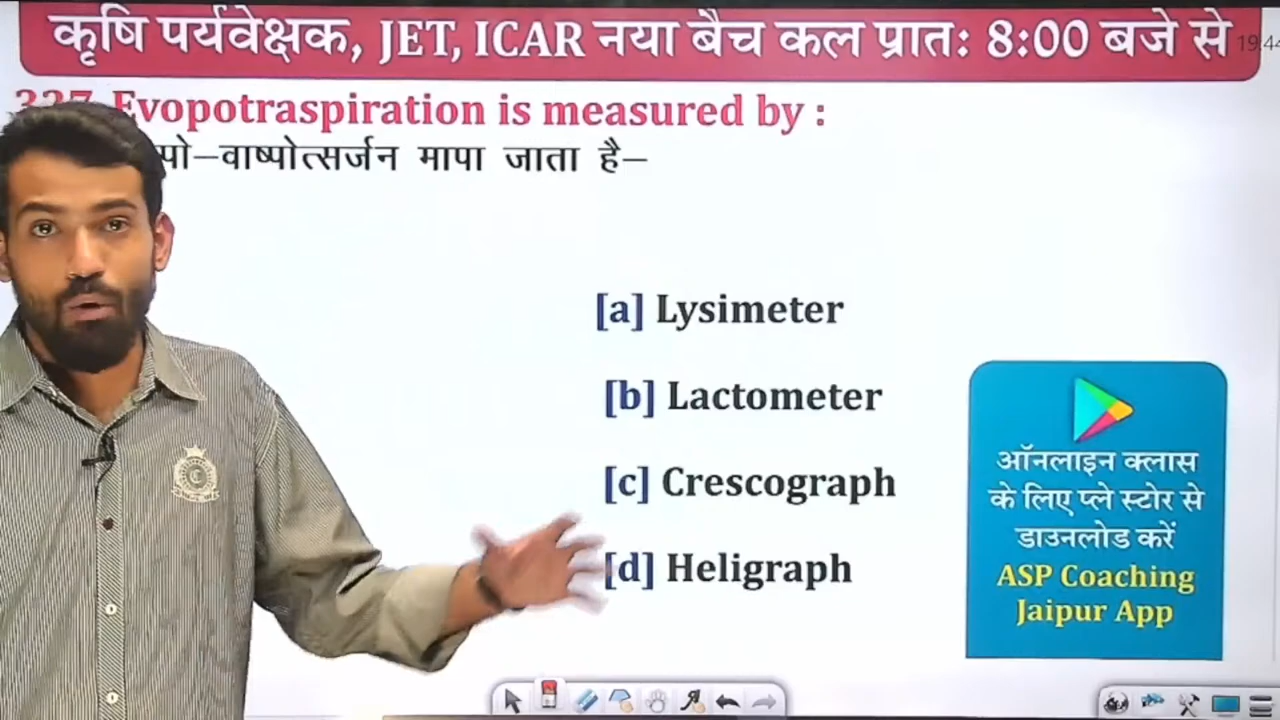 कृषि पर्यवेक्षक, JET, ICAR नया बैच कल प्रातः 8:00 बजे से
Evopotraspiration is measured by :
पो–वाष्पोत्सर्जन मापा जाता है–
[a] Lysimeter
[b] Lactometer
[c] Crescograph
[d] Heligraph
ऑनलाइन क्लास
के लिए प्ले स्टोर से
डाउनलोड करें
ASP Coaching
Jaipur App